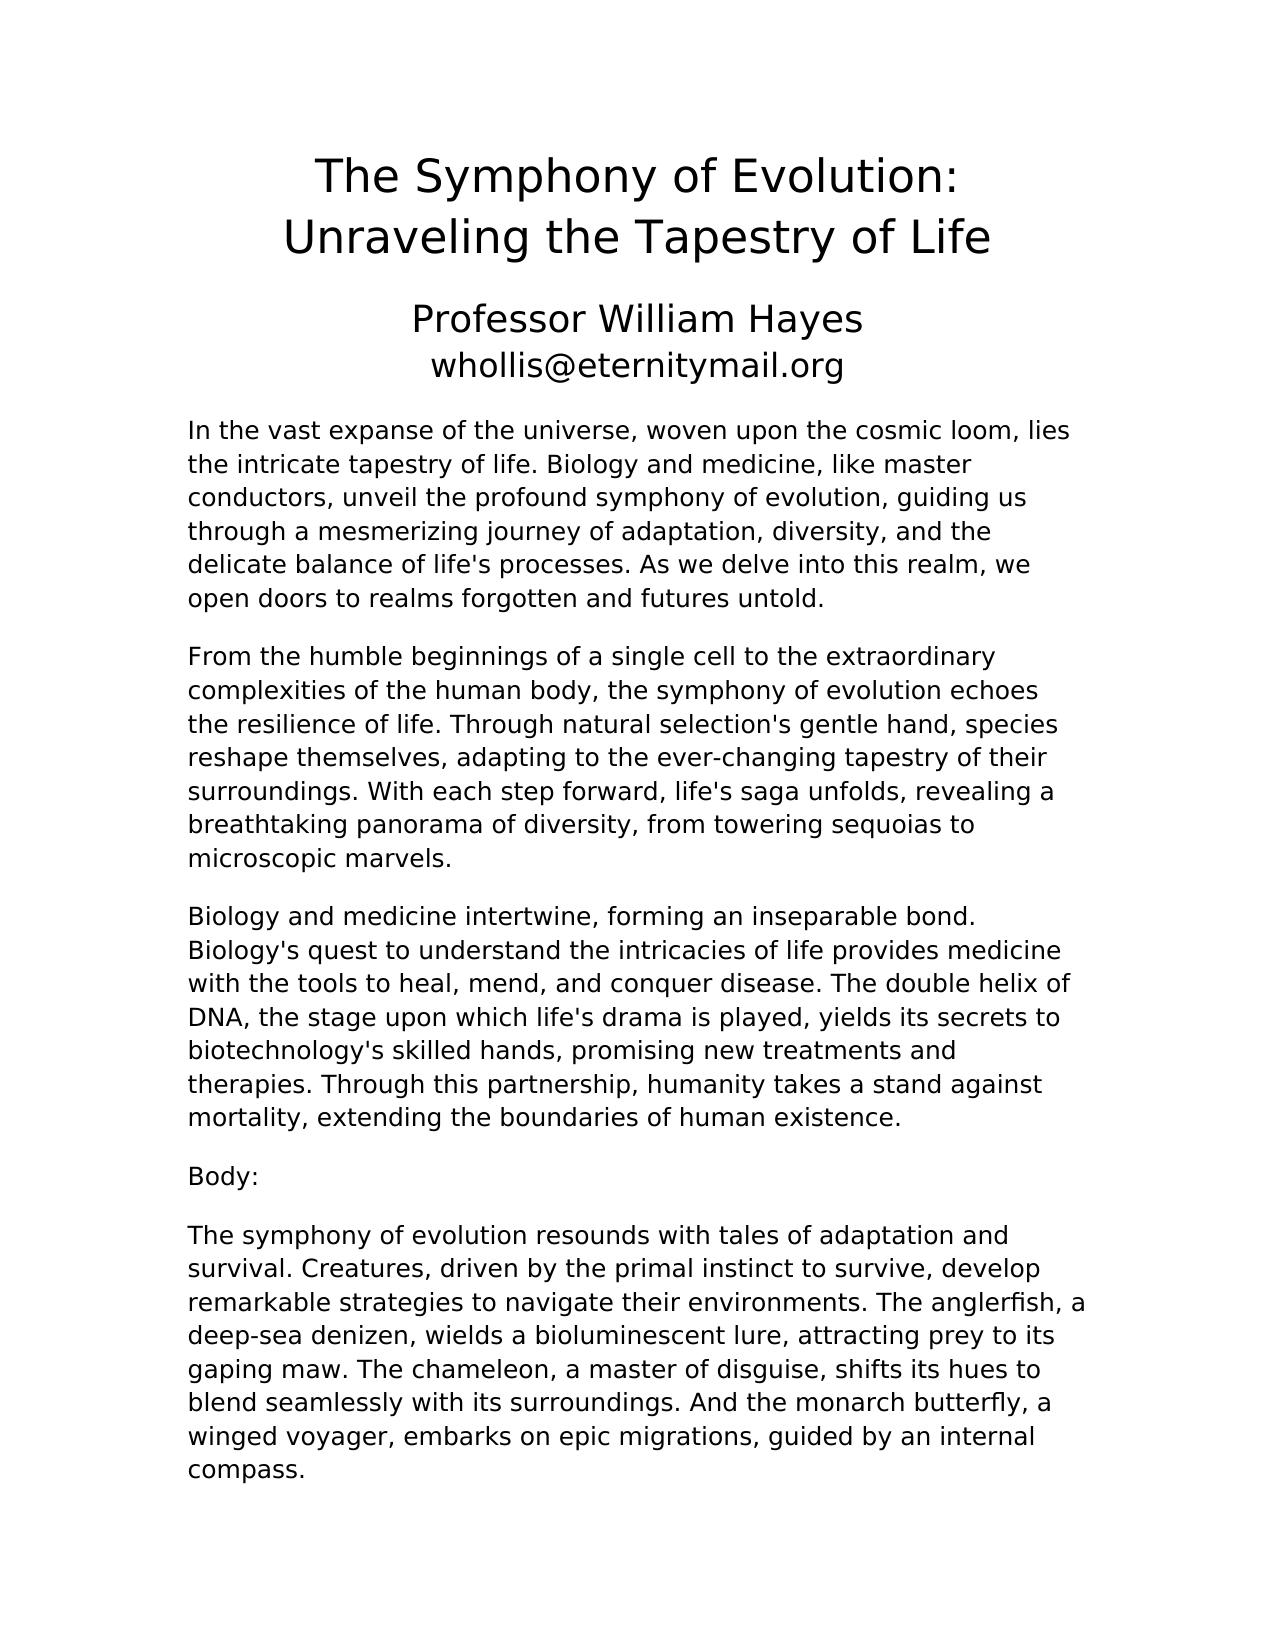 The Symphony of Evolution:
Unraveling the Tapestry of Life
Professor William Hayes
whollis@eternitymail.org
In the vast expanse of the universe, woven upon the cosmic loom, lies
the intricate tapestry of life. Biology and medicine, like master
conductors, unveil the profound symphony of evolution, guiding us
through a mesmerizing journey of adaptation, diversity, and the
delicate balance of life's processes. As we delve into this realm, we
open doors to realms forgotten and futures untold.
From the humble beginnings of a single cell to the extraordinary
complexities of the human body, the symphony of evolution echoes
the resilience of life. Through natural selection's gentle hand, species
reshape themselves, adapting to the ever-changing tapestry of their
surroundings. With each step forward, life's saga unfolds, revealing a
breathtaking panorama of diversity, from towering sequoias to
microscopic marvels.
Biology and medicine intertwine, forming an inseparable bond.
Biology's quest to understand the intricacies of life provides medicine
with the tools to heal, mend, and conquer disease. The double helix of
DNA, the stage upon which life's drama is played, yields its secrets to
biotechnology's skilled hands, promising new treatments and
therapies. Through this partnership, humanity takes a stand against
mortality, extending the boundaries of human existence.
Body:
The symphony of evolution resounds with tales of adaptation and
survival. Creatures, driven by the primal instinct to survive, develop
remarkable strategies to navigate their environments. The anglerfish, a
deep-sea denizen, wields a bioluminescent lure, attracting prey to its
gaping maw. The chameleon, a master of disguise, shifts its hues to
blend seamlessly with its surroundings. And the monarch butterfly, a
winged voyager, embarks on epic migrations, guided by an internal
compass.